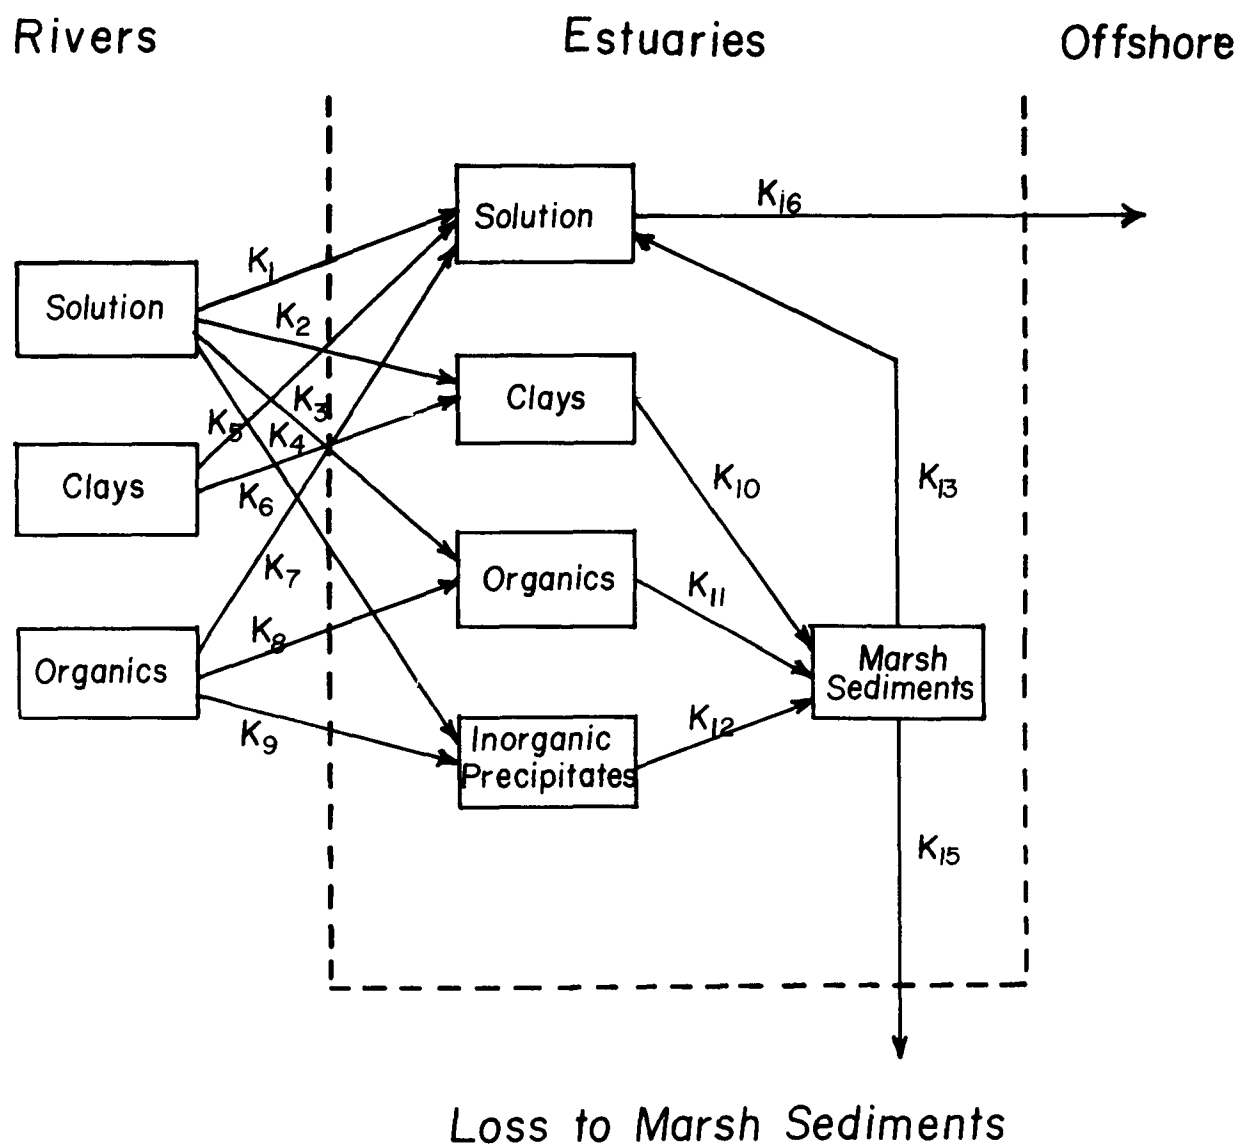 Rivers
Estuaries
Offshore
Solution
Clays
Organics
K1
K2
K3
K4
K5
K6
K7
K8
K9
Solution
Clays
Organics
Inorganic
Precipitates
K16
K10
K11
K12
K13
Marsh
Sediments
K15
Loss to Marsh Sediments